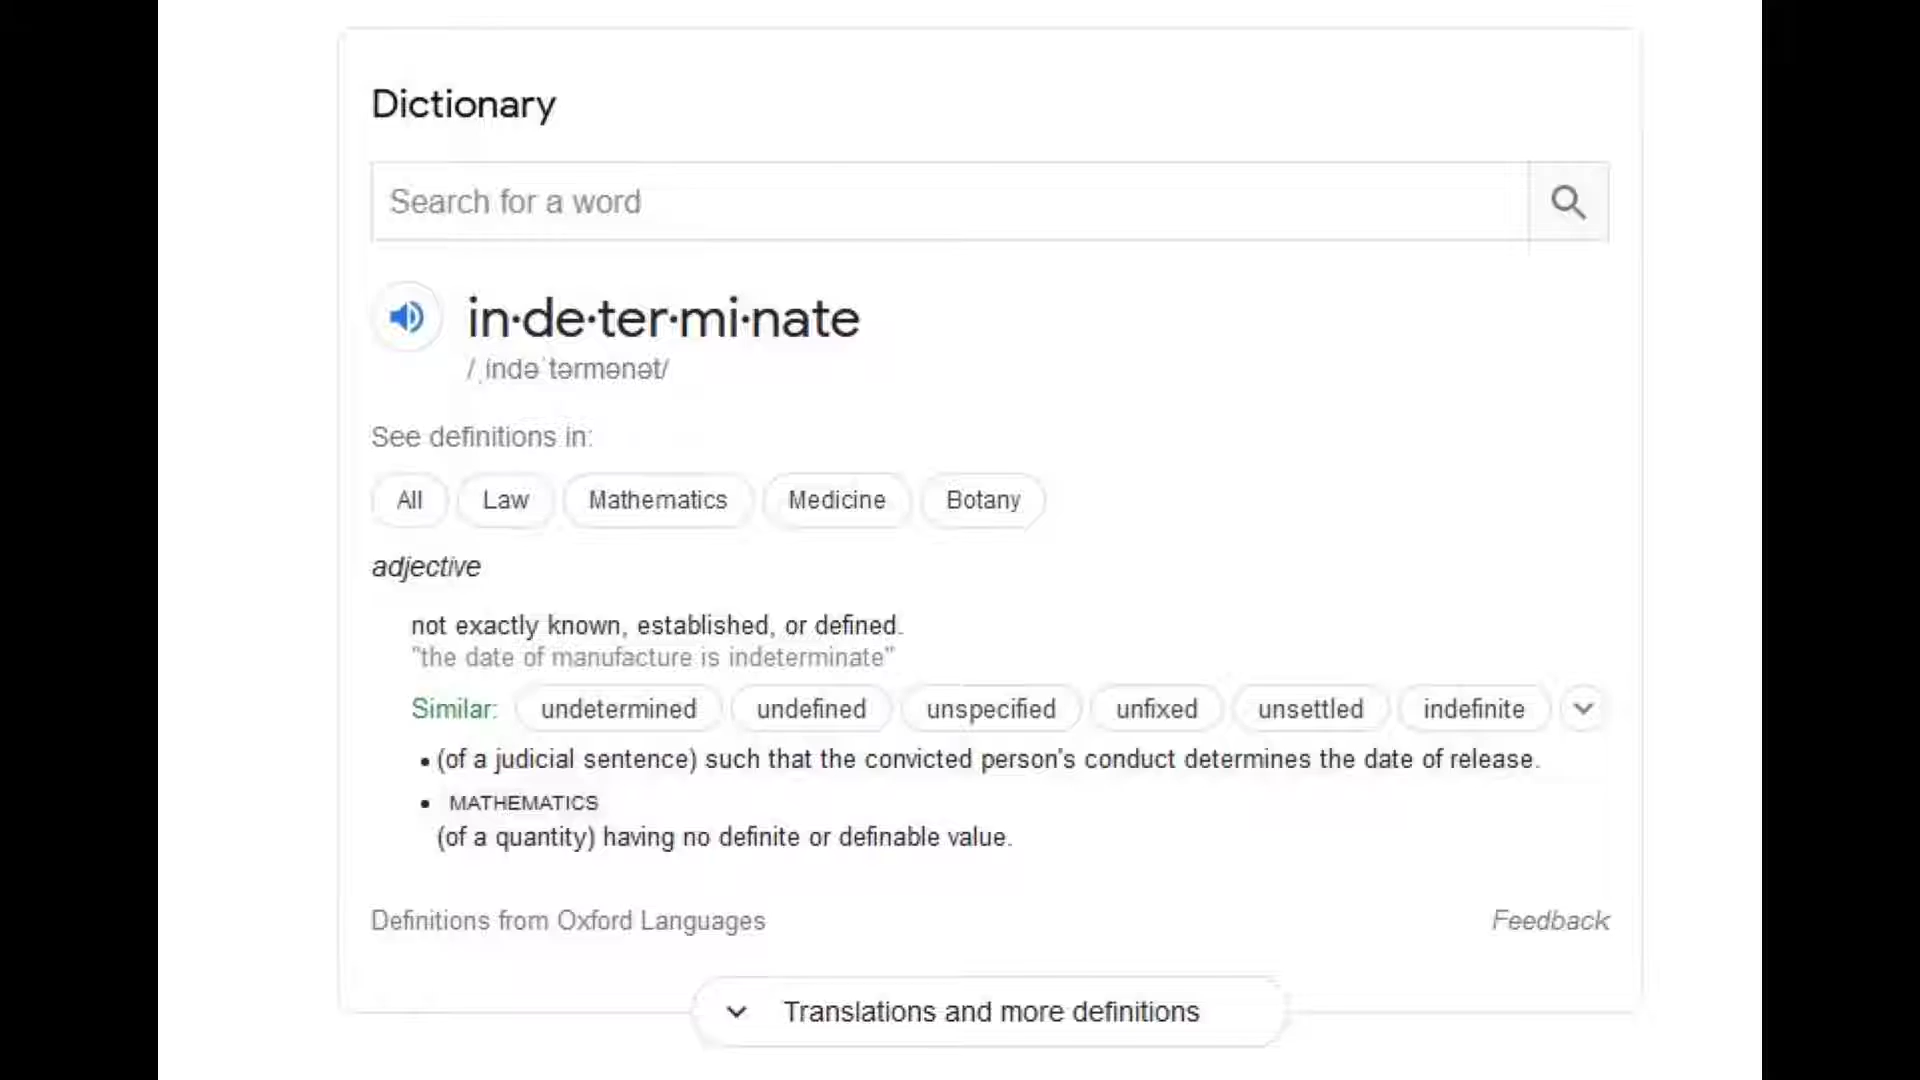 Dictionary
Search for a word
in·de·ter·mi·nate
/ˌindəˈtərmənət/
See definitions in:
All Law Mathematics Medicine Botany
adjective
not exactly known, established, or defined.
"the date of manufacture is indeterminate"
Similar: undetermined undefined unspecified unfixed unsettled indefinite
• (of a judicial sentence) such that the convicted person's conduct determines the date of release.
• MATHEMATICS
(of a quantity) having no definite or definable value.
Definitions from Oxford Languages Feedback
Translations and more definitions